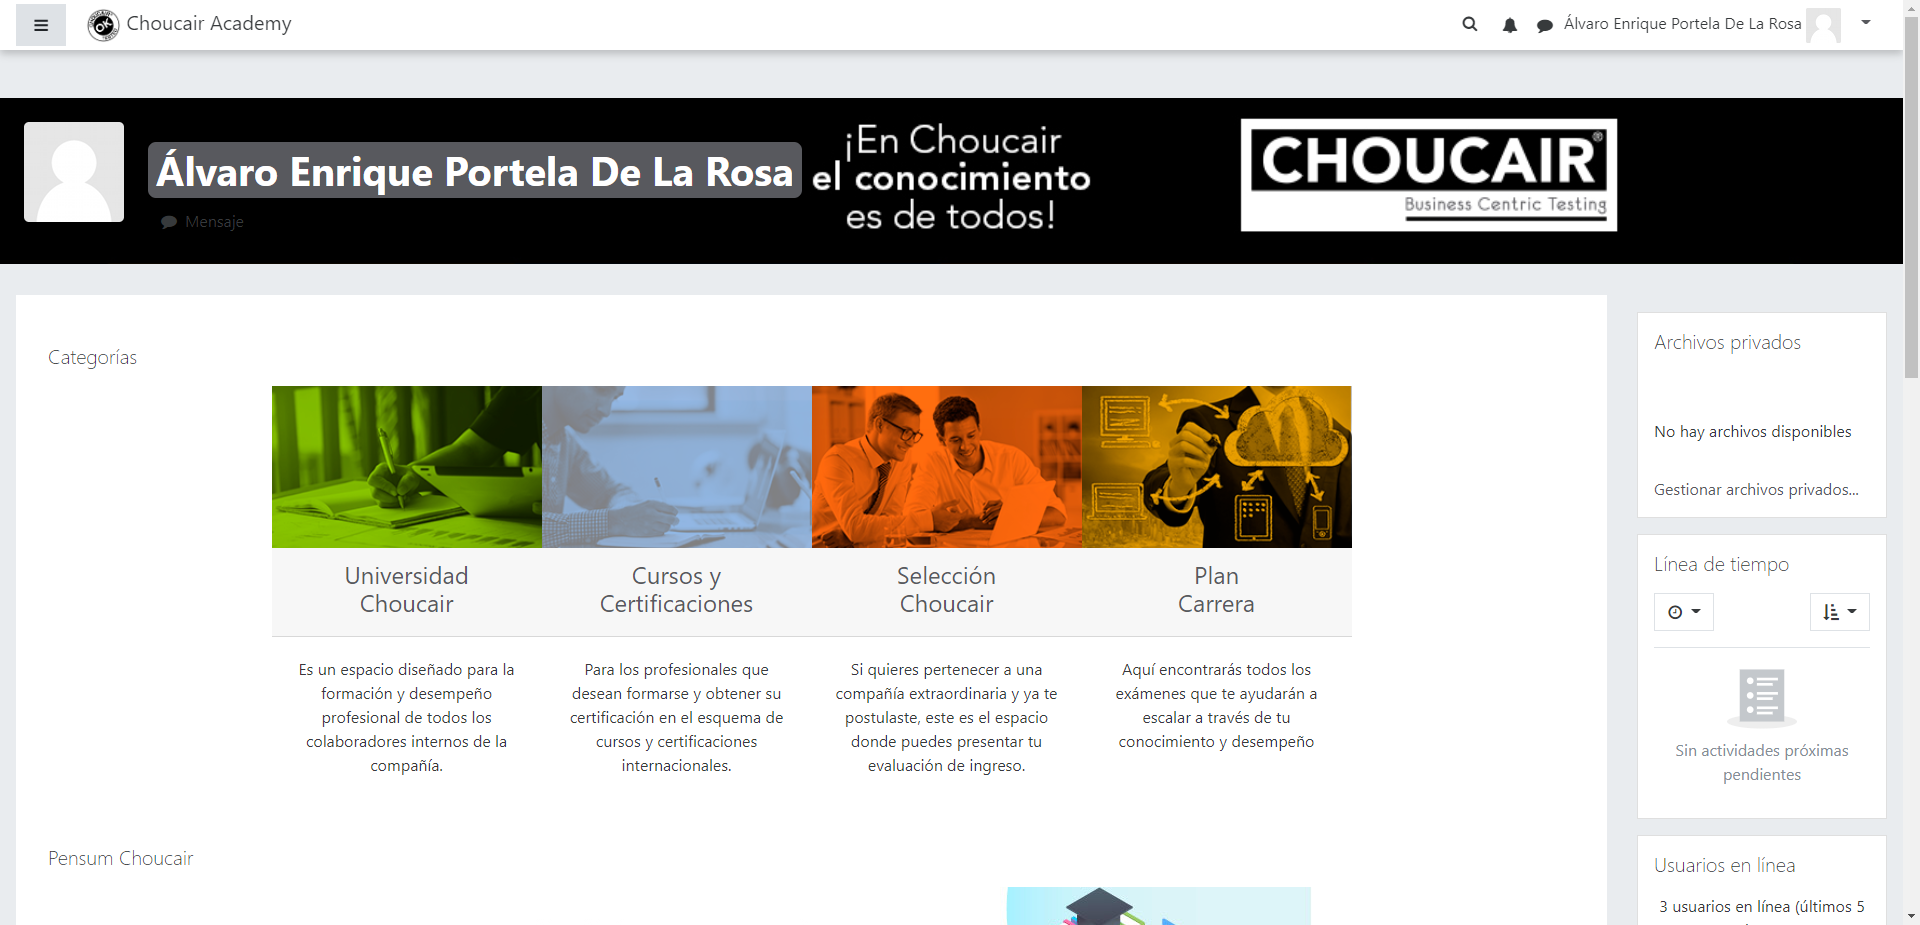 Choucair Academy
Álvaro Enrique Portela De La Rosa
Álvaro Enrique Portela De La Rosa
Mensaje
¡En Choucair
el conocimiento
es de todos!
CHOUCAIR®
Business Centric Testing
Categorías
Universidad
Choucair
Es un espacio diseñado para la
formación y desempeño
profesional de todos los
colaboradores internos de la
compañía.
Cursos y
Certificaciones
Para los profesionales que
desean formarse y obtener su
certificación en el esquema de
cursos y certificaciones
internacionales.
Selección
Choucair
Si quieres pertenecer a una
compañía extraordinaria y ya te
postulaste, este es el espacio
donde puedes presentar tu
evaluación de ingreso.
Plan
Carrera
Aquí encontrarás todos los
exámenes que te ayudarán a
escalar a través de tu
conocimiento y desempeño
Pensum Choucair
Archivos privados
No hay archivos disponibles
Gestionar archivos privados...
Línea de tiempo
Sin actividades próximas
pendientes
Usuarios en línea
3 usuarios en línea (últimos 5